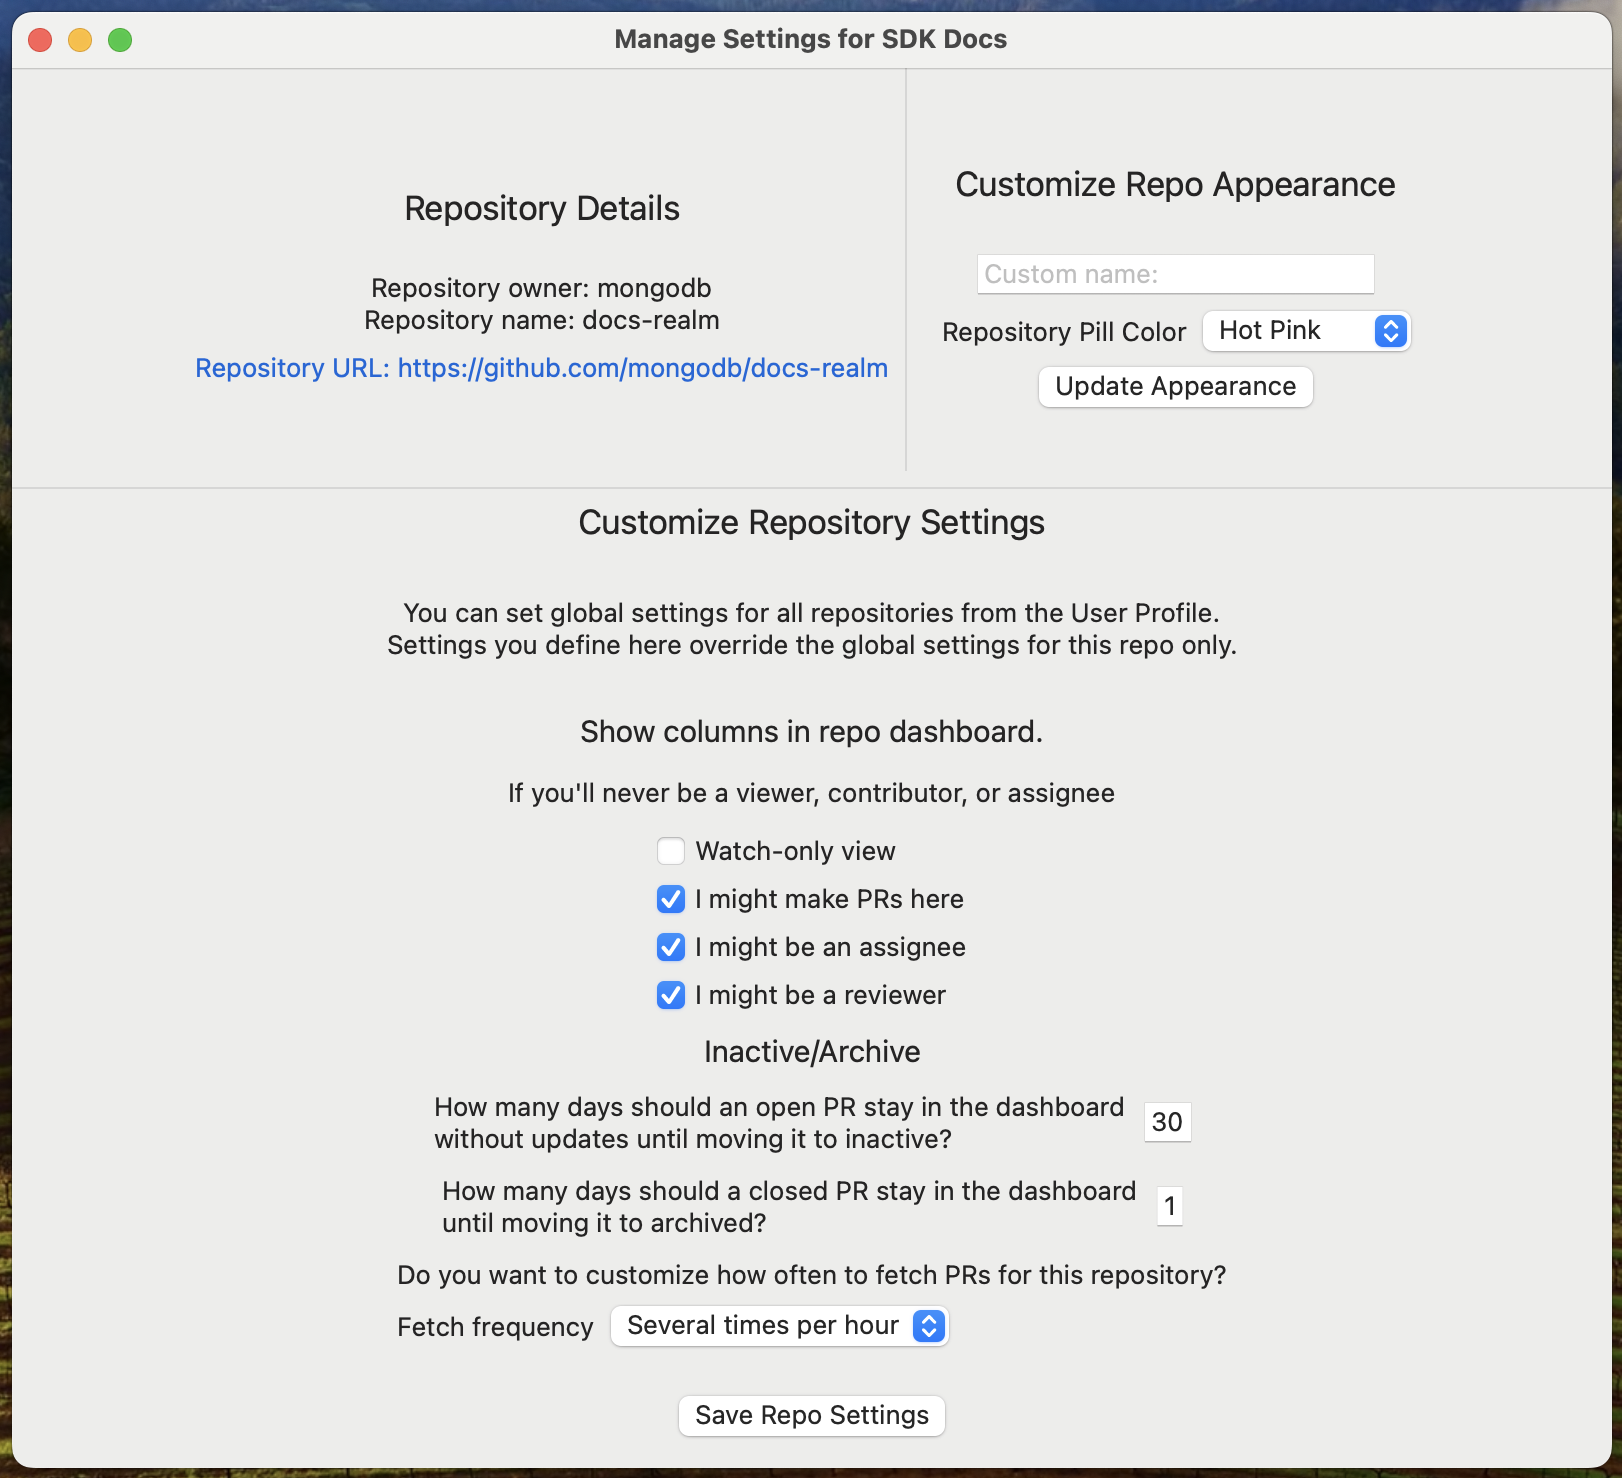 Manage Settings for SDK Docs
Repository Details
Repository owner: mongodb
Repository name: docs-realm
Repository URL: https://github.com/mongodb/docs-realm
Customize Repo Appearance
Custom name:
Repository Pill Color Hot Pink
Update Appearance
Customize Repository Settings
You can set global settings for all repositories from the User Profile.
Settings you define here override the global settings for this repo only.
Show columns in repo dashboard.
If you'll never be a viewer, contributor, or assignee
Watch-only view
I might make PRs here
I might be an assignee
I might be a reviewer
Inactive/Archive
How many days should an open PR stay in the dashboard
without updates until moving it to inactive?
30
How many days should a closed PR stay in the dashboard
until moving it to archived?
1
Do you want to customize how often to fetch PRs for this repository?
Fetch frequency Several times per hour
Save Repo Settings